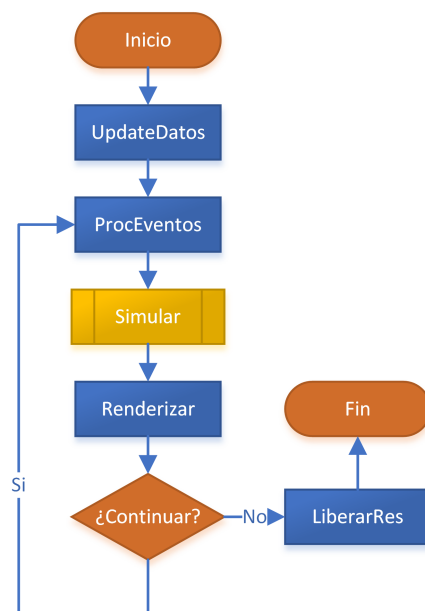 Inicio
UpdateDatos
ProcEventos
Simular
Renderizar
Fin
Si
¿Continuar?
No
LiberarRes